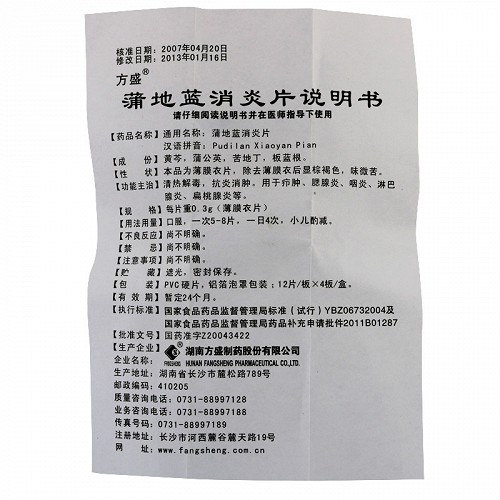 核准日期：2007年04月20日
修改日期：2013年01月16日
方盛®
蒲地蓝消炎片说明书
请仔细阅读说明书并在医师指导下使用
【药品名称】通用名称：蒲地蓝消炎片
汉语拼音：Pudilan Xiaoyan Pian
【成 份】黄芩，蒲公英，苦地丁，板蓝根。
【性 状】本品为薄膜衣片，除去薄膜衣后显棕褐色，味微苦。
【功能主治】清热解毒，抗炎消肿。用于疖肿、腮腺炎、咽炎、淋巴
腺炎、扁桃腺炎等。
【规 格】每片重0.3g（薄膜衣片）
【用法用量】口服，一次5-8片，一日4次，小儿酌减。
【不良反应】尚不明确。
【禁 忌】尚不明确。
【注意事项】尚不明确。
【贮 藏】遮光，密封保存。
【包 装】PVC硬片，铝箔泡罩包装；12片/板×4板/盒。
【有 效 期】暂定24个月。
【执行标准】国家食品药品监督管理局标准（试行）YBZ06732004及
国家食品药品监督管理局药品补充申请批件2011B01287
【批准文号】国药准字Z20043422
【生产企业】
企业名称：FANGSHENG ® 湖南方盛制药股份有限公司
HUNAN FANGSHENG PHARMACEUTICAL CO.,LTD.
生产地址：湖南省长沙市麓松路789号
邮政编码：410205
质量咨询电话：0731-88997128
业务咨询电话：0731-88997188
传真号码：0731-88997189
注册地址：长沙市河西麓谷麓天路19号
网 址：www.fangsheng.com.cn